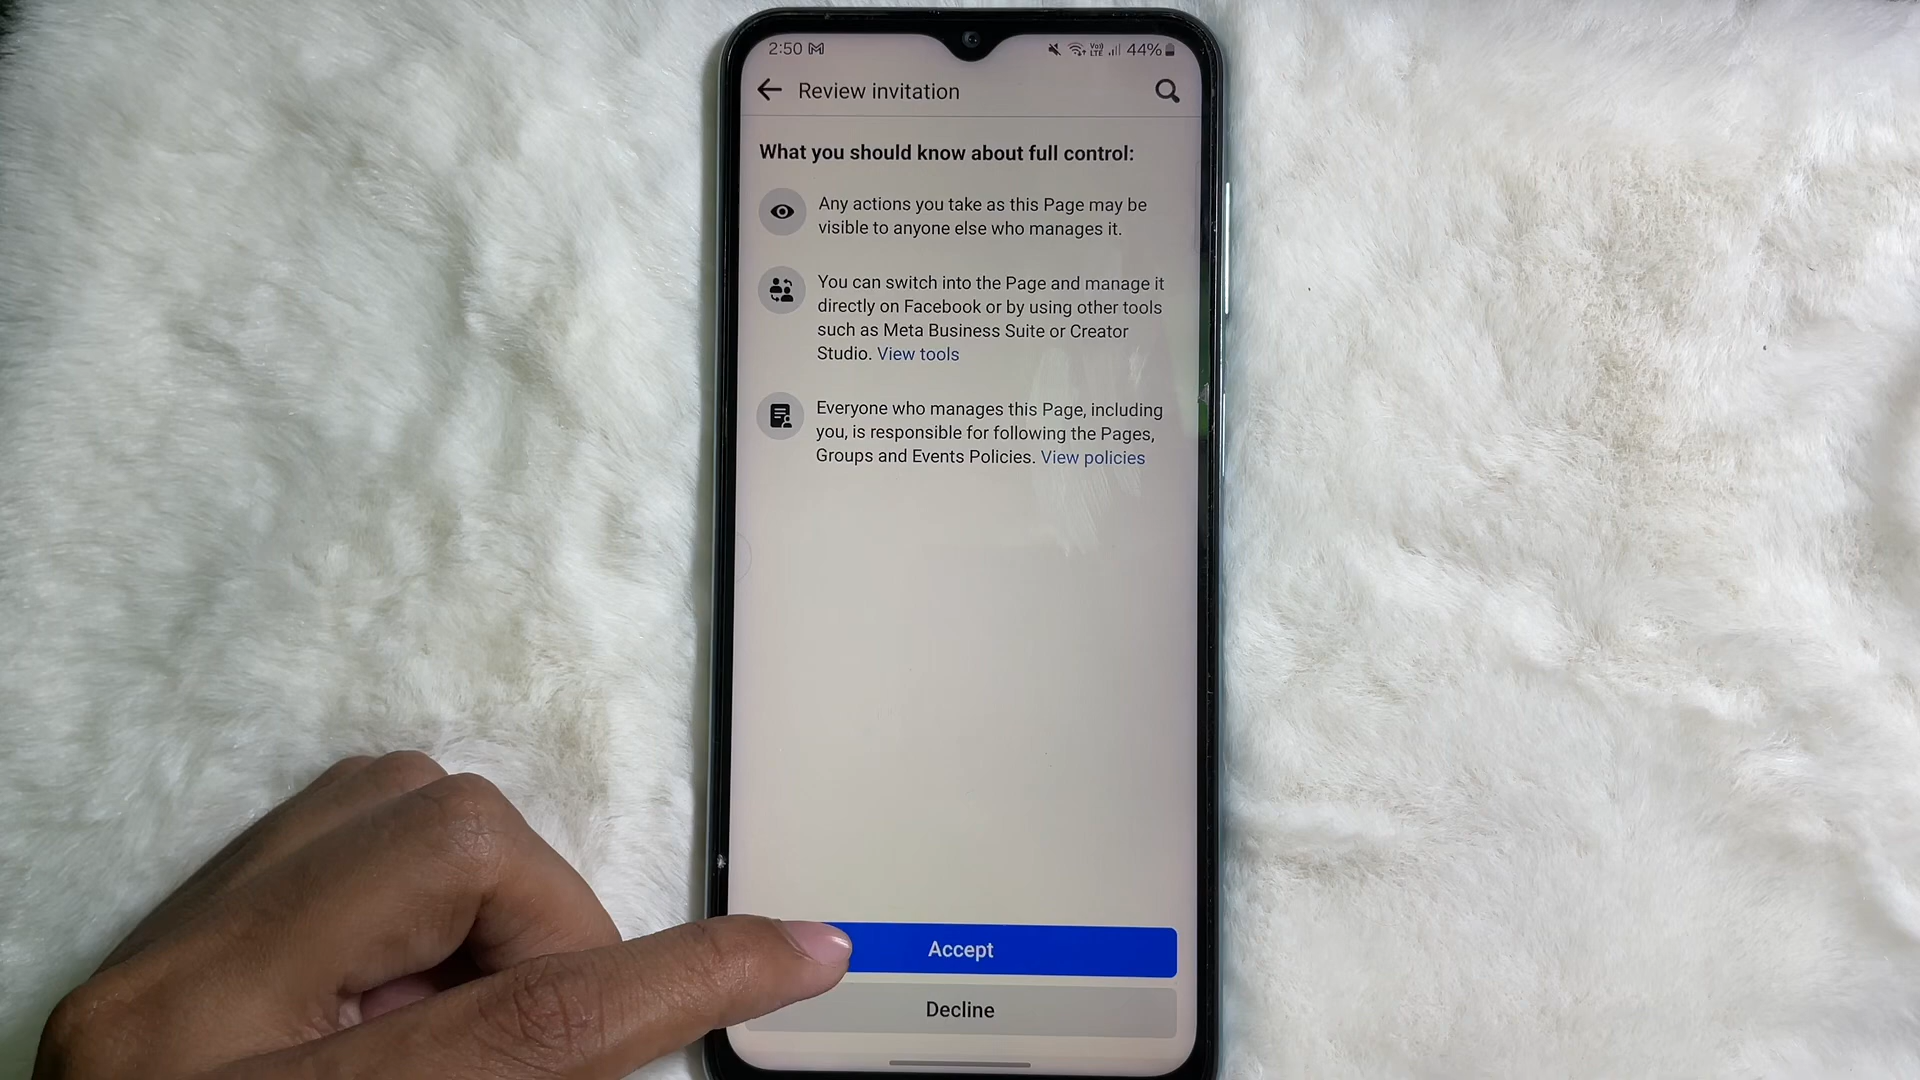 2:50
Vo)) LTE
44%
Review invitation
What you should know about full control:
Any actions you take as this Page may be
visible to anyone else who manages it.
You can switch into the Page and manage it
directly on Facebook or by using other tools
such as Meta Business Suite or Creator
Studio. View tools
Everyone who manages this Page, including
you, is responsible for following the Pages,
Groups and Events Policies. View policies
Accept
Decline